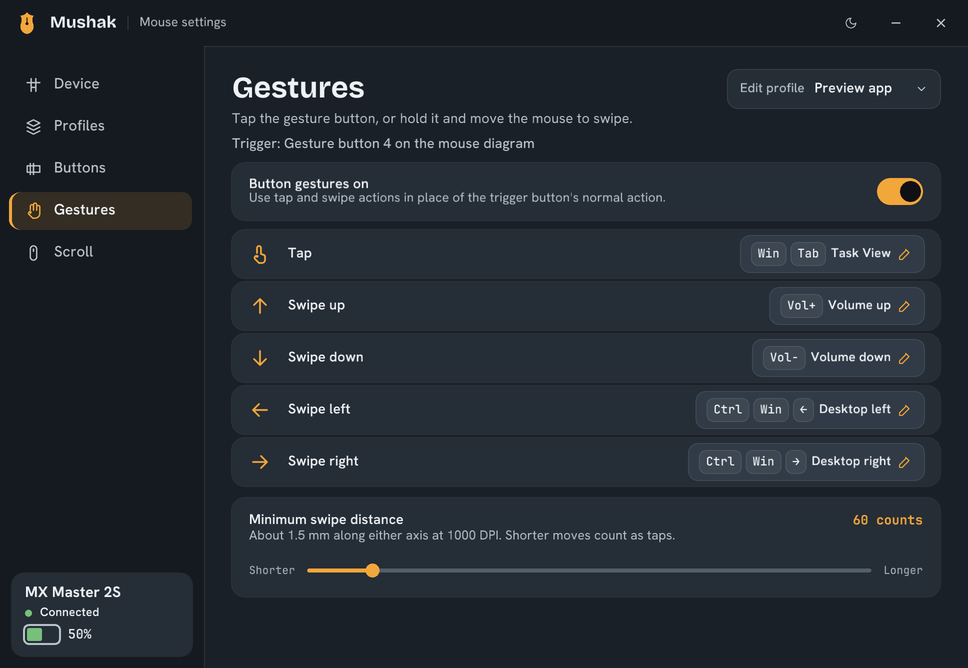 Mushak | Mouse settings
Device
Profiles
Buttons
Gestures
Scroll
MX Master 2S
Connected
50%
Gestures
Tap the gesture button, or hold it and move the mouse to swipe.
Trigger: Gesture button 4 on the mouse diagram
Edit profile Preview app
Button gestures on
Use tap and swipe actions in place of the trigger button's normal action.
Tap Win Tab Task View
Swipe up Vol+ Volume up
Swipe down Vol- Volume down
Swipe left Ctrl Win ← Desktop left
Swipe right Ctrl Win → Desktop right
Minimum swipe distance 60 counts
About 1.5 mm along either axis at 1000 DPI. Shorter moves count as taps.
Shorter Longer